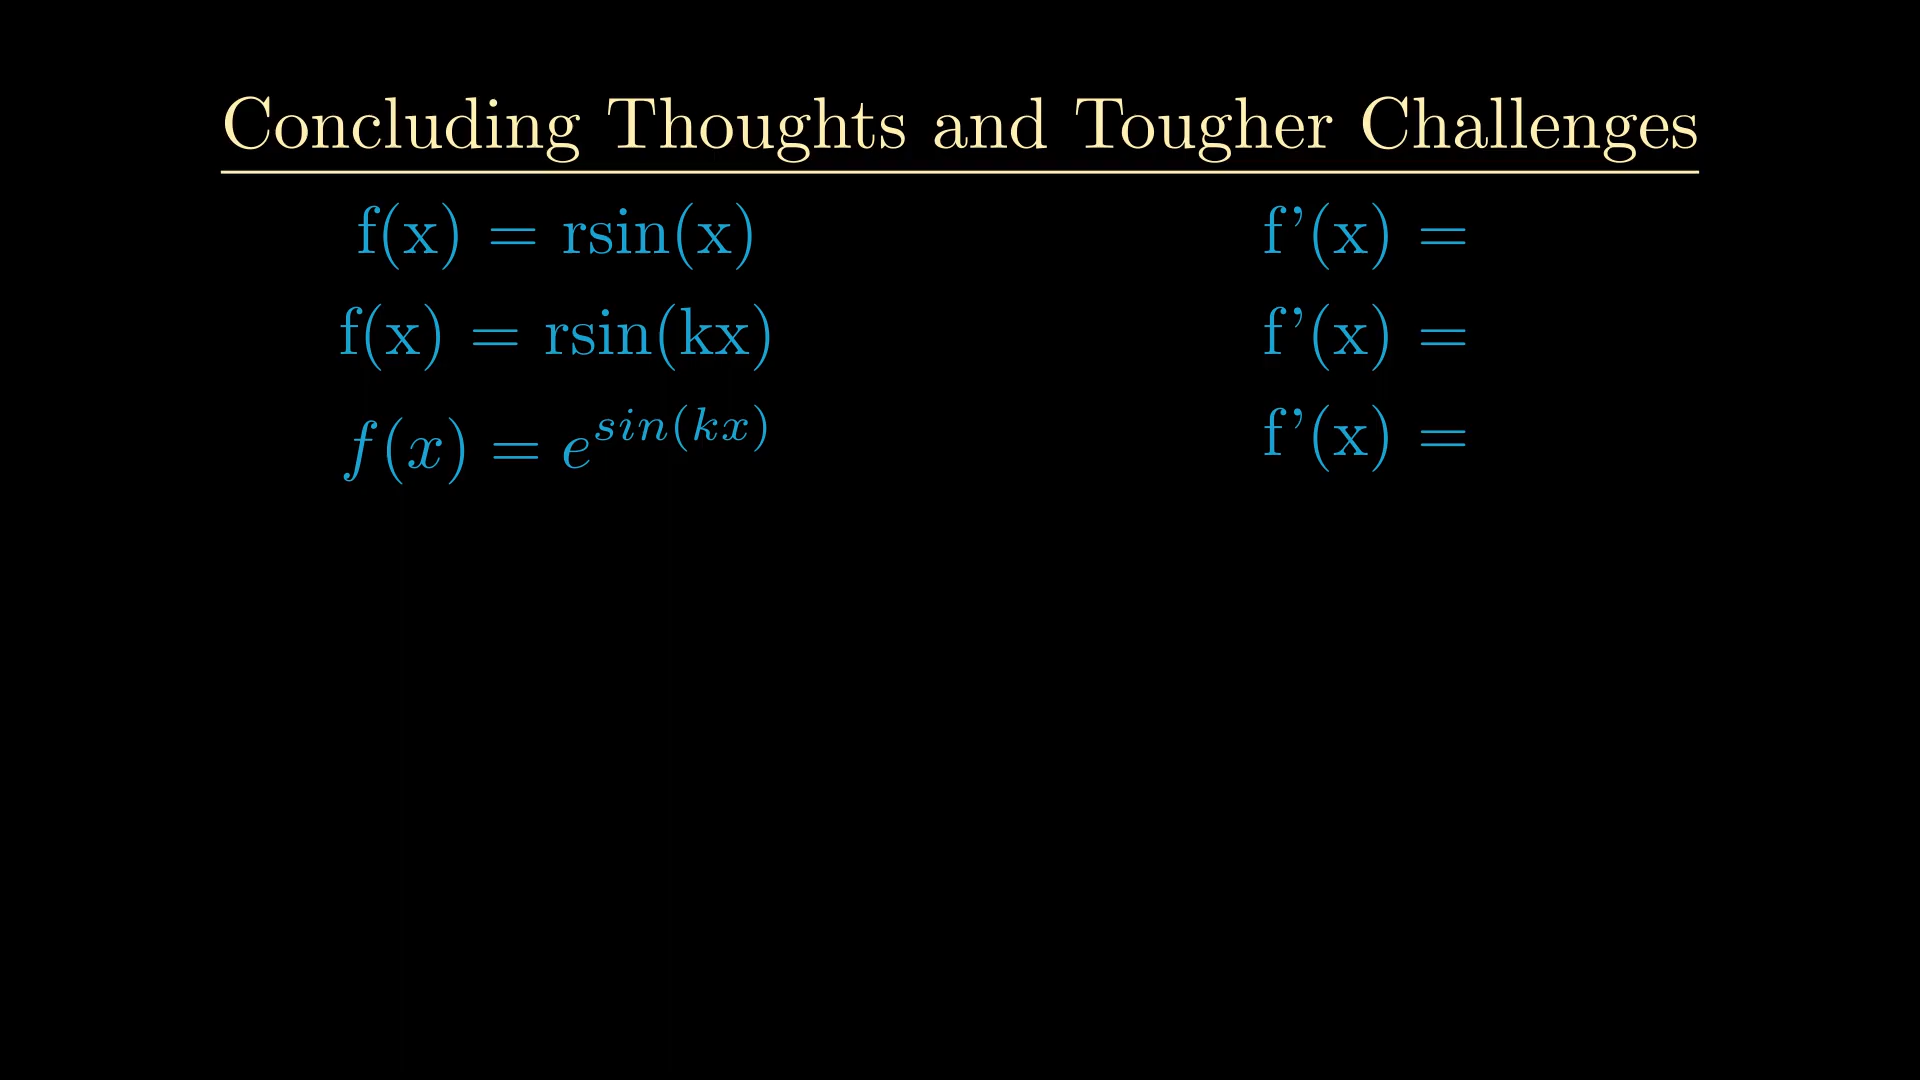 Concluding Thoughts and Tougher Challenges
f(x) = rsin(x) f'(x) =
f(x) = rsin(kx) f'(x) =
f(x) = e^{sin(kx)} f'(x) =